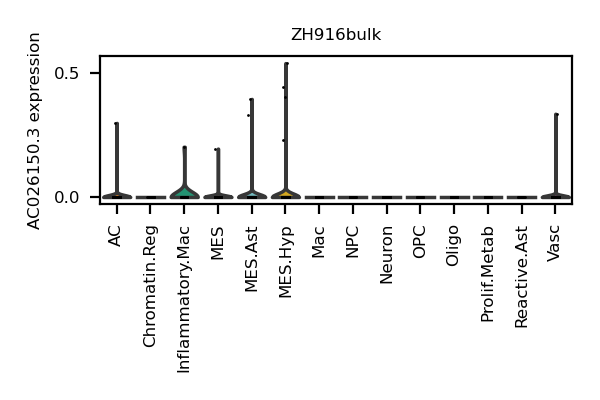 ZH916bulk
AC026150.3 expression
0.5
0.0
AC
Chromatin.Reg
Inflammatory.Mac
MES
MES.Ast
MES.Hyp
Mac
NPC
Neuron
OPC
Oligo
Prolif.Metab
Reactive.Ast
Vasc